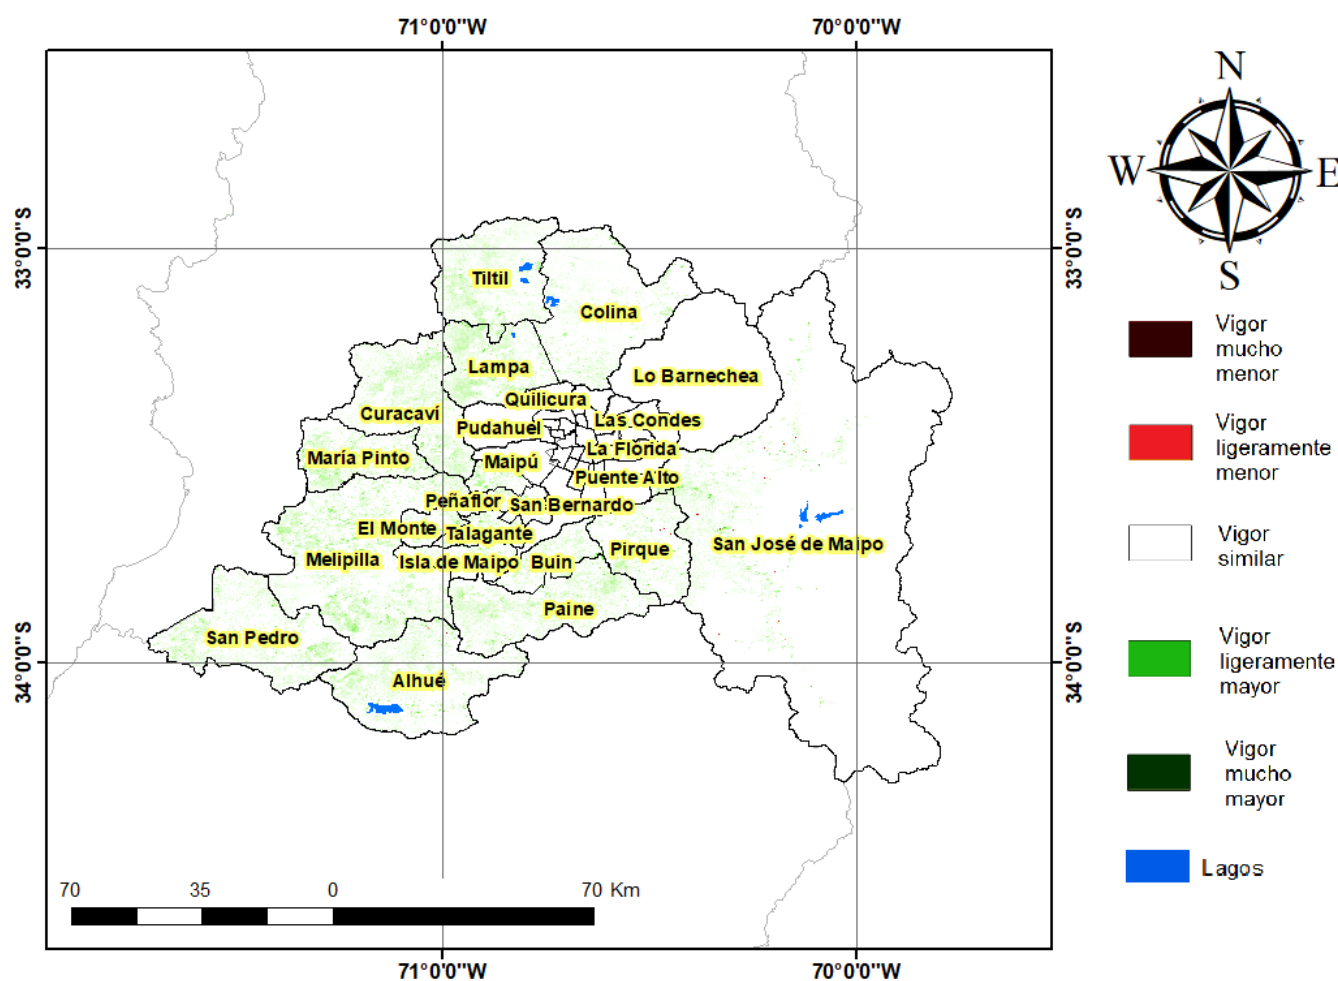 71°0'0"W
70°0'0"W
N
W
E
S
33°0'0"S
33°0'0"S
Tiltil
Colina
Lampa
Lo Barnechea
Quilicura
Curacaví
Las Condes
Pudahuel
La Florida
María Pinto
Maipú
Puente Alto
Peñaflor
San Bernardo
El Monte
Talagante
San José de Maipo
Pirque
Melipilla
Isla de Maipo
Buin
Paine
San Pedro
Alhué
34°0'0"S
34°0'0"S
Vigor
mucho
menor
Vigor
ligeramente
menor
Vigor
similar
Vigor
ligeramente
mayor
Vigor
mucho
mayor
Lagos
70
35
0
70 Km
71°0'0"W
70°0'0"W